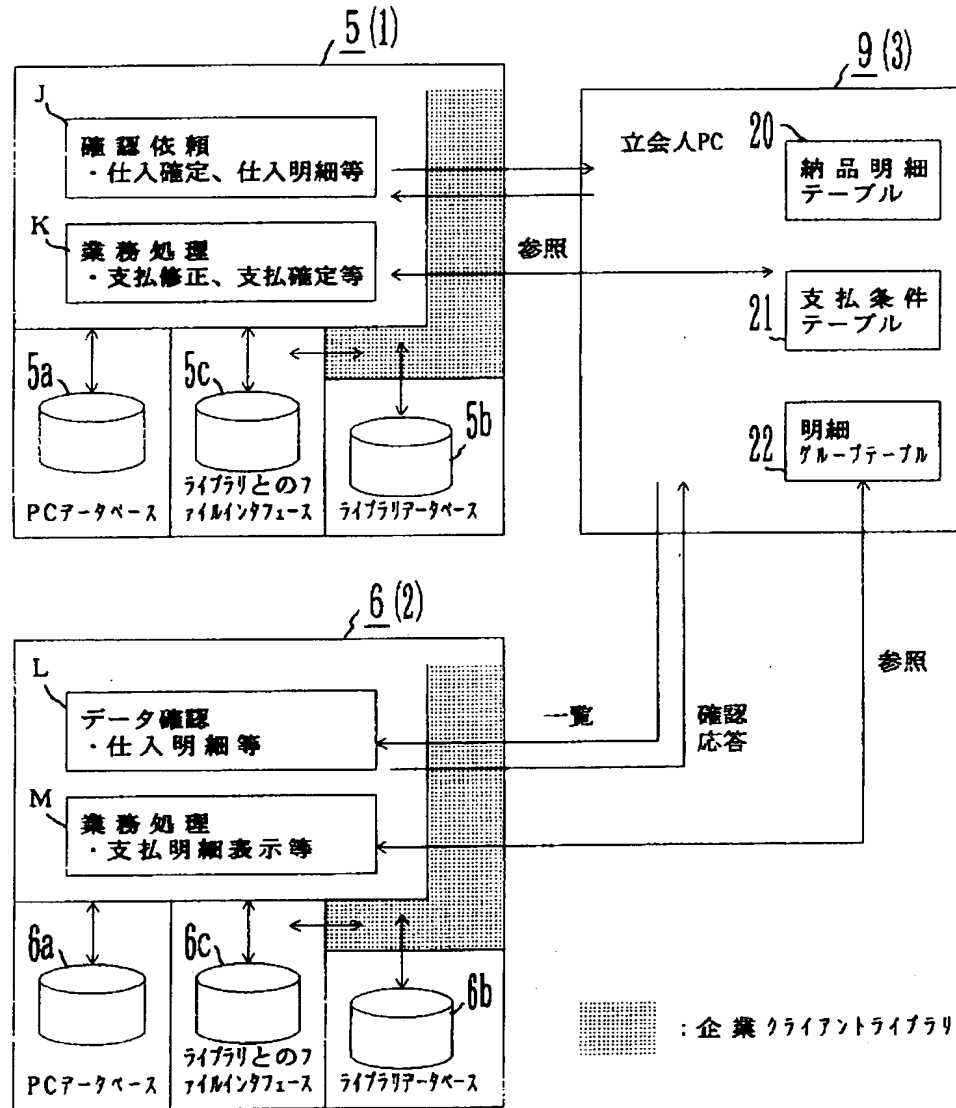 5 (1)
J
確認依頼
・仕入確定、仕入明細等
K
業務処理
・支払修正、支払確定等
5a
PCデータベース
5c
ライブラリとのフ
ァイルインタフェース
5b
ライブラリデータベース
参照
9 (3)
立会人PC
20
納品明細
テーブル
21
支払条件
テーブル
22
明細
グループテーブル
6 (2)
L
データ確認
・仕入明細等
M
業務処理
・支払明細表示等
6a
PCデータベース
6c
ライブラリとのフ
ァイルインタフェース
6b
ライブラリデータベース
一覧
確認
応答
参照
：企業クライアントライブラリ